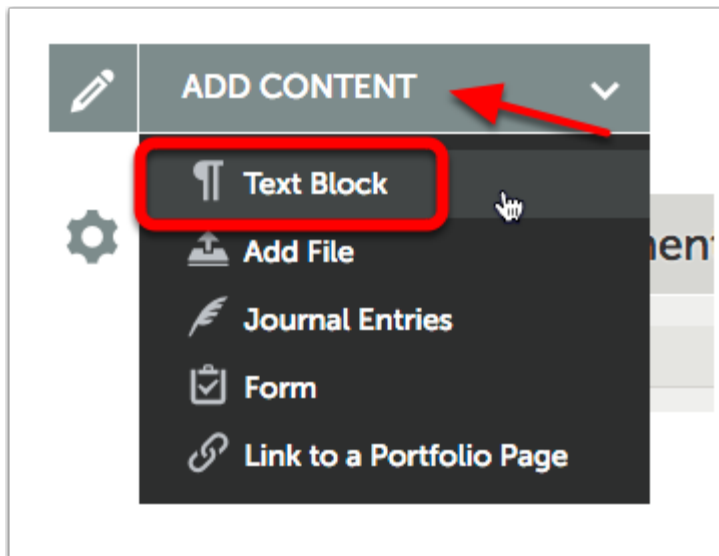 ADD CONTENT
Text Block
Add File
Journal Entries
Form
Link to a Portfolio Page